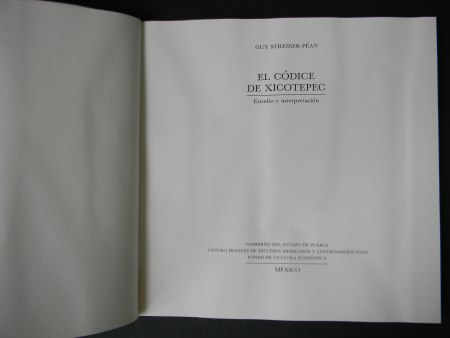 GUY STRESSER-PÉAN
EL CÓDICE
DE XICOTEPEC
Estudio e interpretación
GOBIERNO DEL ESTADO DE PUEBLA
CENTRO FRANCÉS DE ESTUDIOS MEXICANOS Y CENTROAMERICANOS
FONDO DE CULTURA ECONÓMICA
MÉXICO